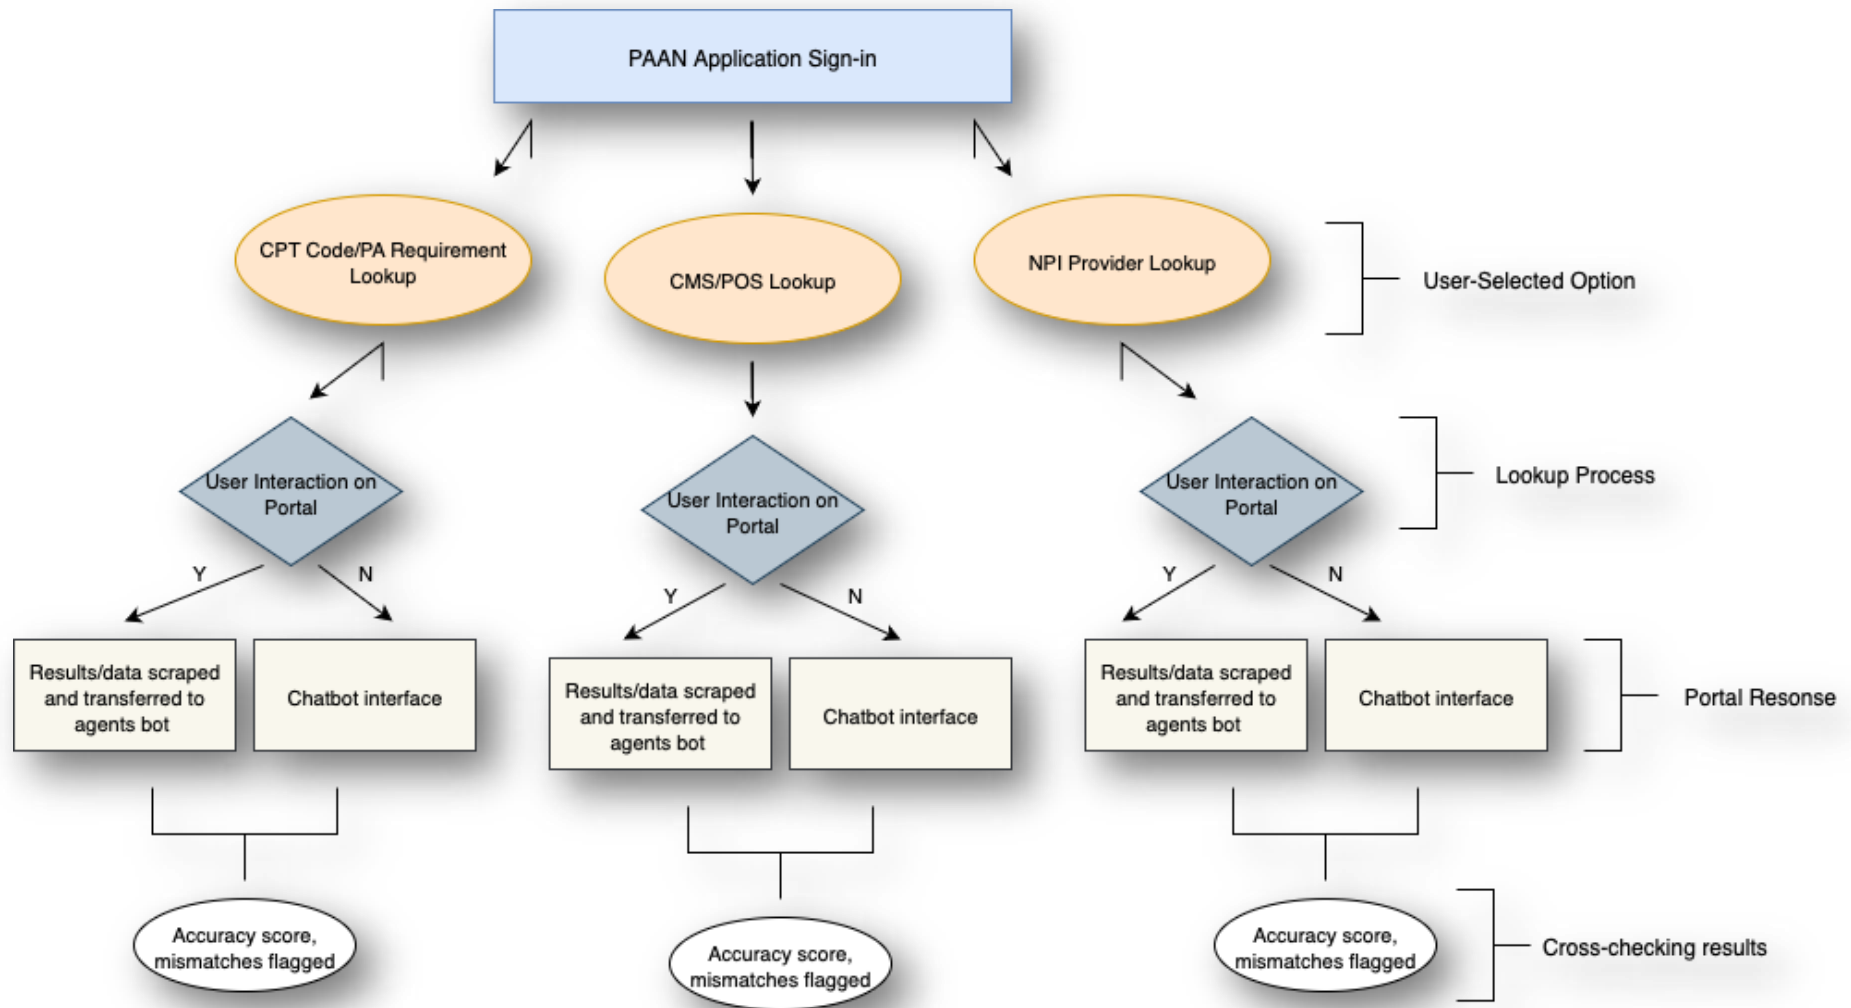 PAAN Application Sign-in
CPT Code/PA Requirement
Lookup
CMS/POS Lookup
NPI Provider Lookup
User-Selected Option
User Interaction on
Portal
User Interaction on
Portal
User Interaction on
Portal
Lookup Process
Y
N
Y
N
Y
N
Results/data scraped
and transferred to
agents bot
Chatbot interface
Results/data scraped
and transferred to
agents bot
Chatbot interface
Results/data scraped
and transferred to
agents bot
Chatbot interface
Portal Resonse
Accuracy score,
mismatches flagged
Accuracy score,
mismatches flagged
Accuracy score,
mismatches flagged
Cross-checking results